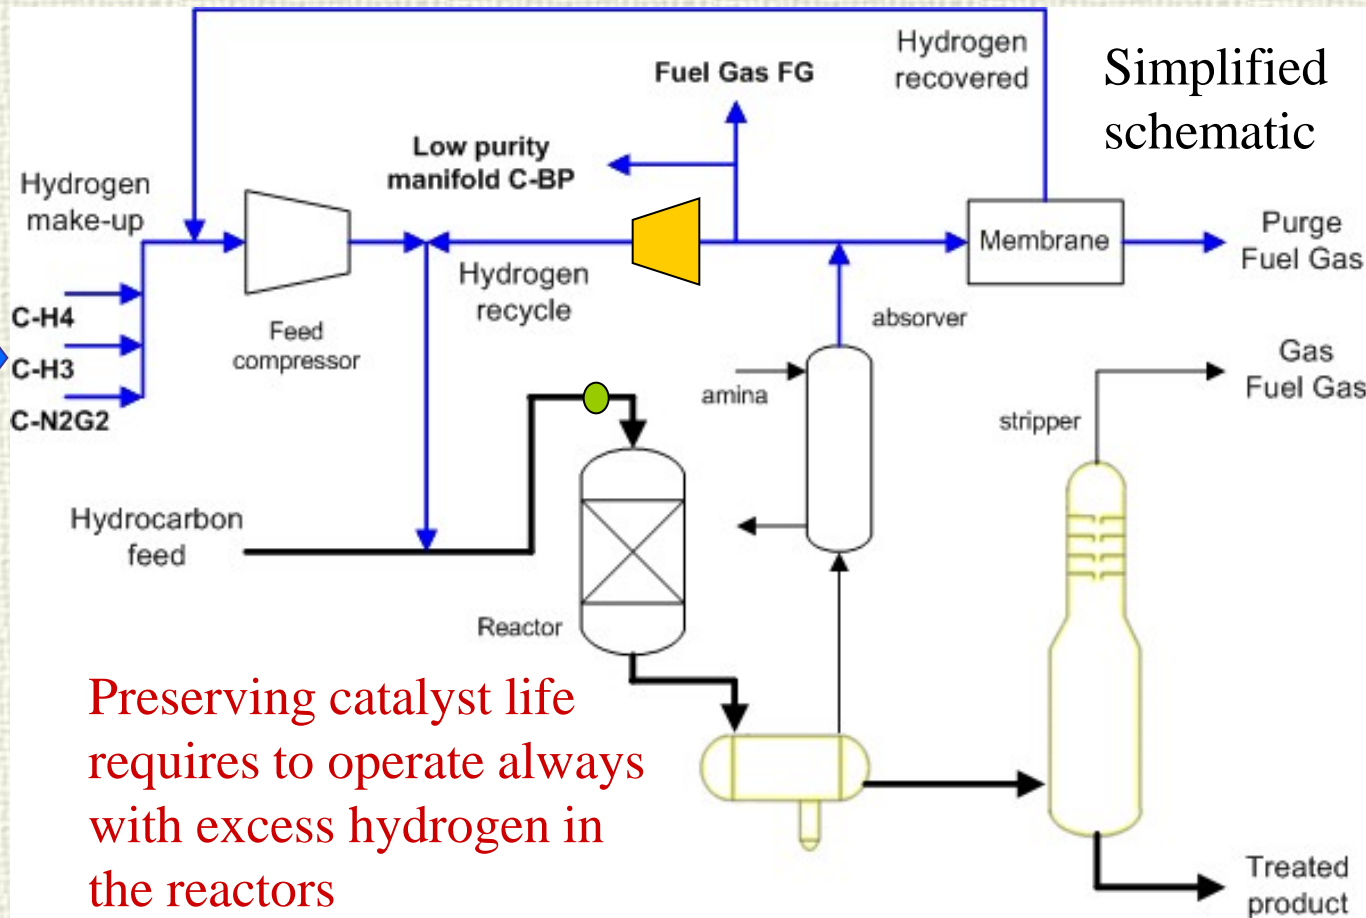 Hydrogen
recovered
Simplified
schematic
Fuel Gas FG
Low purity
manifold C-BP
Hydrogen
make-up
Membrane
Purge
Fuel Gas
Hydrogen
recycle
C-H4
C-H3
C-N2G2
Feed
compressor
absorver
amina
Gas
Fuel Gas
stripper
Hydrocarbon
feed
Reactor
Preserving catalyst life
requires to operate always
with excess hydrogen in
the reactors
Treated
product